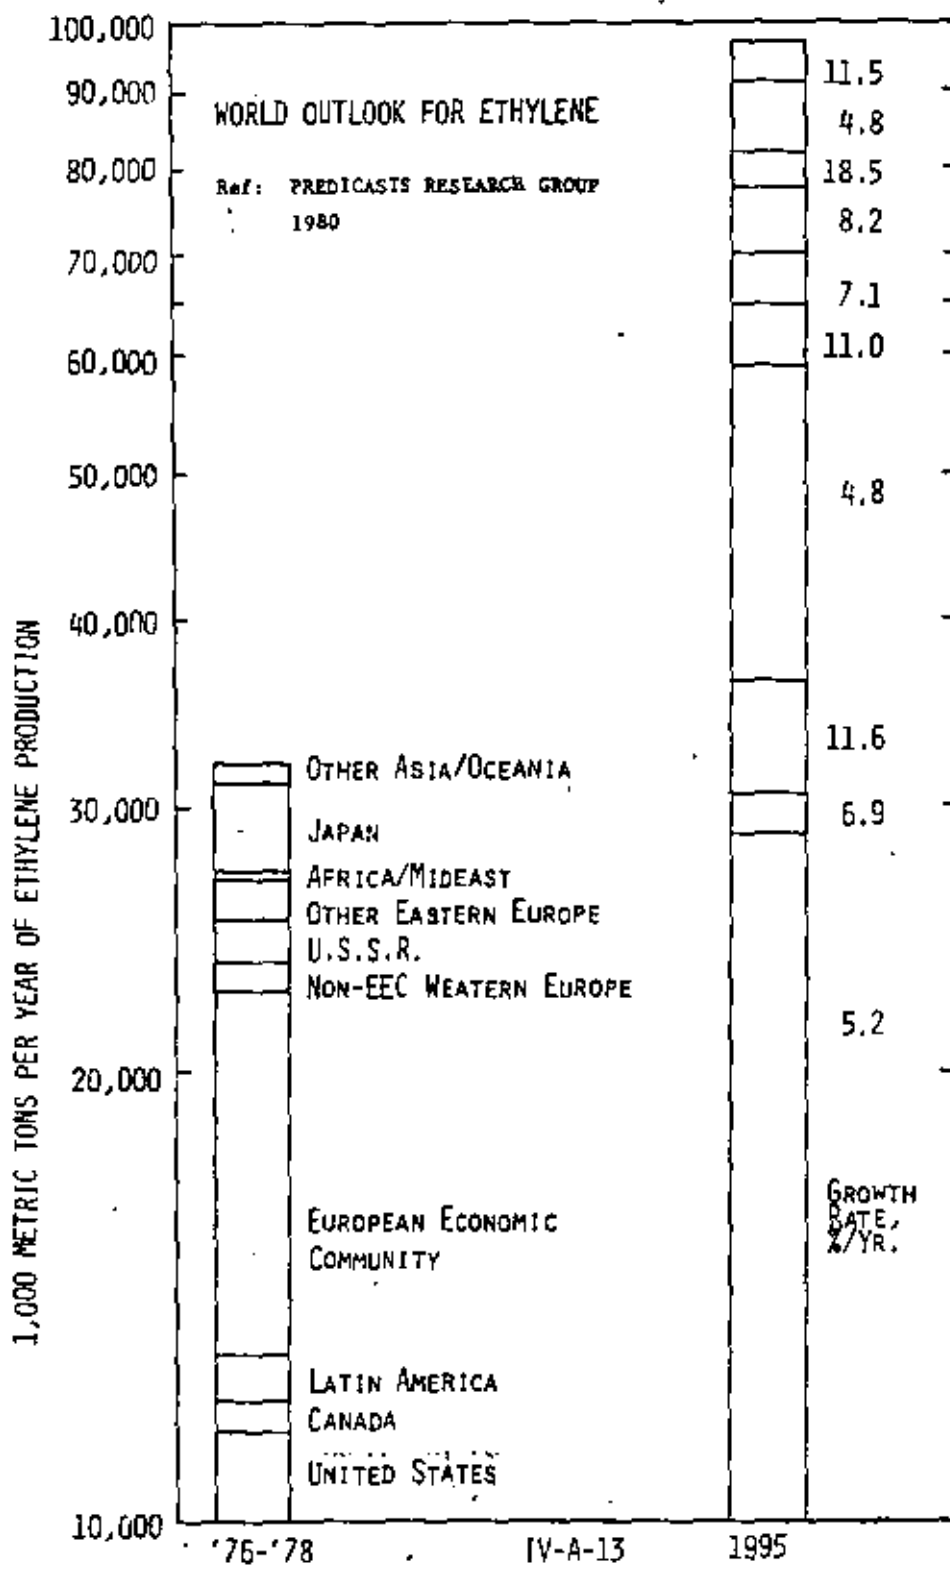 100,000
90,000
80,000
70,000
60,000
50,000
40,000
30,000
20,000
10,000
1,000 METRIC TONS PER YEAR OF ETHYLENE PRODUCTION
WORLD OUTLOOK FOR ETHYLENE
Ref: PREDICASTS RESEARCH GROUP
1980
OTHER ASIA/OCEANIA
JAPAN
AFRICA/MIDEAST
OTHER EASTERN EUROPE
U.S.S.R.
NON-EEC WEATERN EUROPE
EUROPEAN ECONOMIC
COMMUNITY
LATIN AMERICA
CANADA
UNITED STATES
11.5
4.8
18.5
8.2
7.1
11.0
4.8
11.6
6.9
5.2
GROWTH
RATE,
%/YR.
'76-'78
IV-A-13
1995